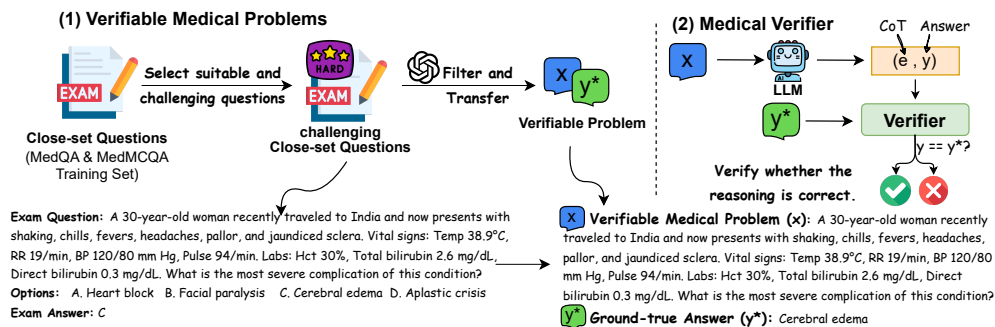 (1) Verifiable Medical Problems
EXAM
Close-set Questions
(MedQA & MedMCQA
Training Set)
Select suitable and
challenging questions
HARD
EXAM
challenging
Close-set Questions
Filter and
Transfer
x
y*
Verifiable Problem
(2) Medical Verifier
CoT Answer
x
AI
LLM
(e , y)
y*
Verifier
y == y*?
Verify whether the
reasoning is correct.
Exam Question: A 30-year-old woman recently traveled to India and now presents with
shaking, chills, fevers, headaches, pallor, and jaundiced sclera. Vital signs: Temp 38.9°C,
RR 19/min, BP 120/80 mm Hg, Pulse 94/min. Labs: Hct 30%, Total bilirubin 2.6 mg/dL,
Direct bilirubin 0.3 mg/dL. What is the most severe complication of this condition?
Options: A. Heart block B. Facial paralysis C. Cerebral edema D. Aplastic crisis
Exam Answer: C
x Verifiable Medical Problem (x): A 30-year-old woman recently
traveled to India and now presents with shaking, chills, fevers, headaches,
pallor, and jaundiced sclera. Vital signs: Temp 38.9°C, RR 19/min, BP 120/80
mm Hg, Pulse 94/min. Labs: Hct 30%, Total bilirubin 2.6 mg/dL, Direct
bilirubin 0.3 mg/dL. What is the most severe complication of this condition?
y* Ground-true Answer (y*): Cerebral edema